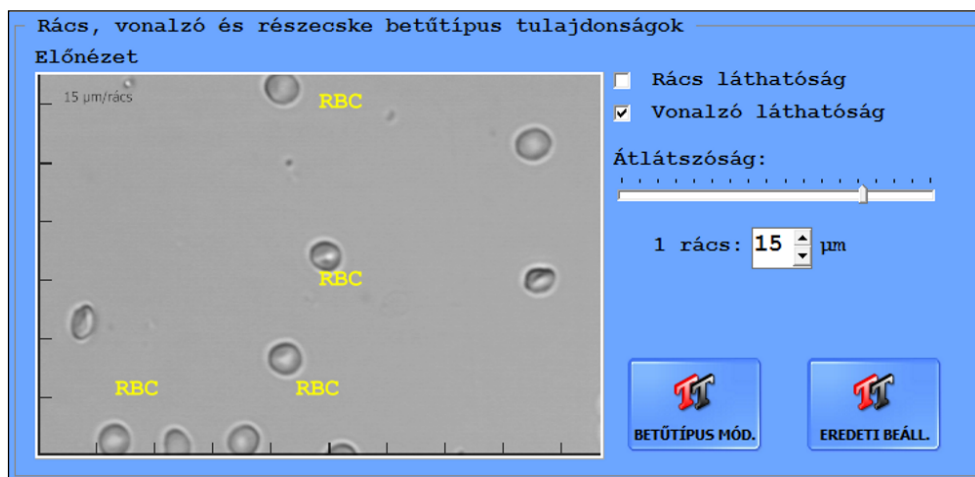 Rács, vonalzó és részecske betűtípus tulajdonságok
Előnézet
15 µm/rács
RBC
RBC
RBC
RBC
Rács láthatóság
Vonalzó láthatóság
Átlátszóság:
1 rács: 15 µm
BETŰTÍPUS MÓD.
EREDETI BEÁLL.